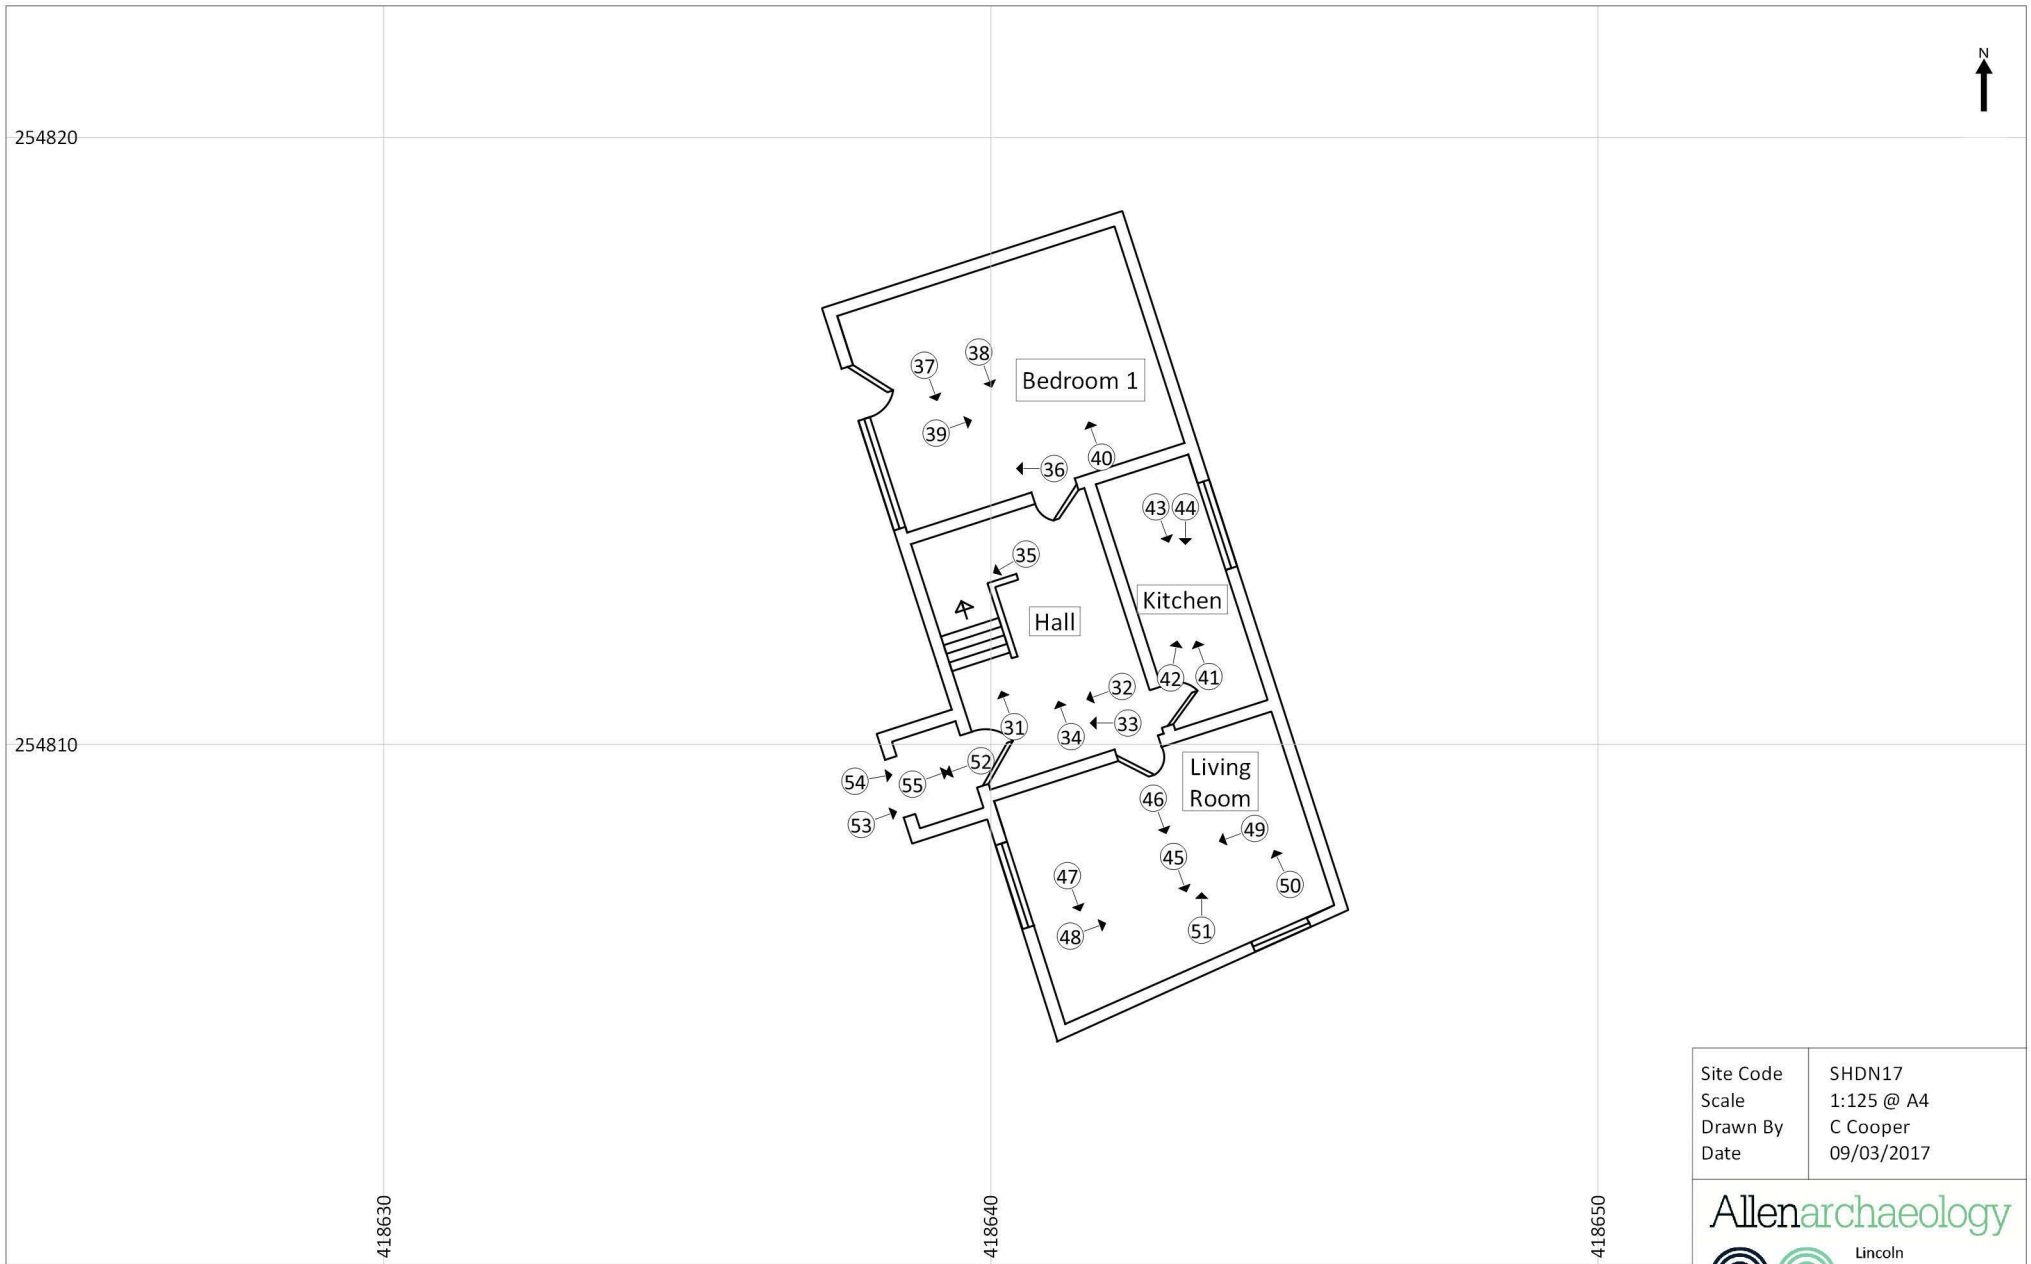 N
254820
38
37
Bedroom 1
39
40
36
43 44
35
Kitchen
Hall
42 41
32
31
34
33
254810
52
54
55
Living
Room
46
53
49
45
47
50
48
51
Site Code SHDN17
Scale 1:125 @ A4
Drawn By C Cooper
Date 09/03/2017
418630
418640
418650
Allenarchaeology
Lincoln